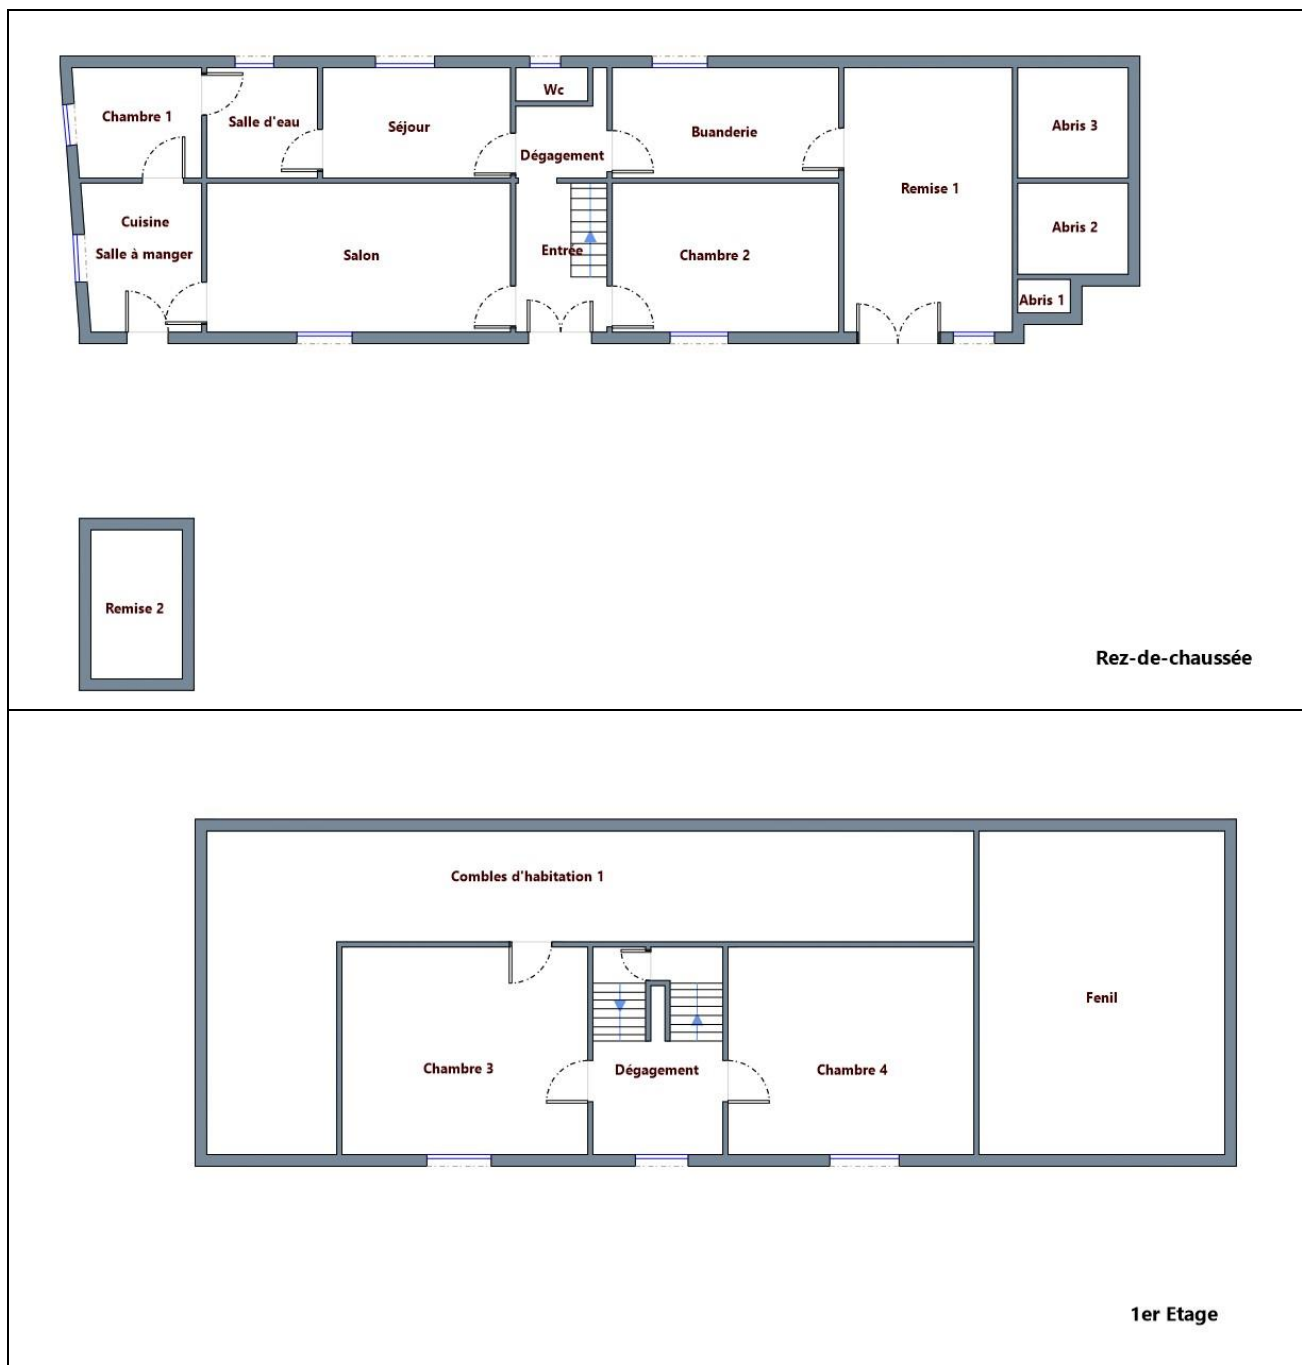 Wc
Chambre 1
Salle d'eau
Séjour
Buanderie
Abris 3
Dégagement
Remise 1
Cuisine
Salle à manger
Salon
Entrée
Chambre 2
Abris 2
Abris 1
Remise 2
Rez-de-chaussée
Combles d'habitation 1
Fenil
Chambre 3
Dégagement
Chambre 4
1er Etage